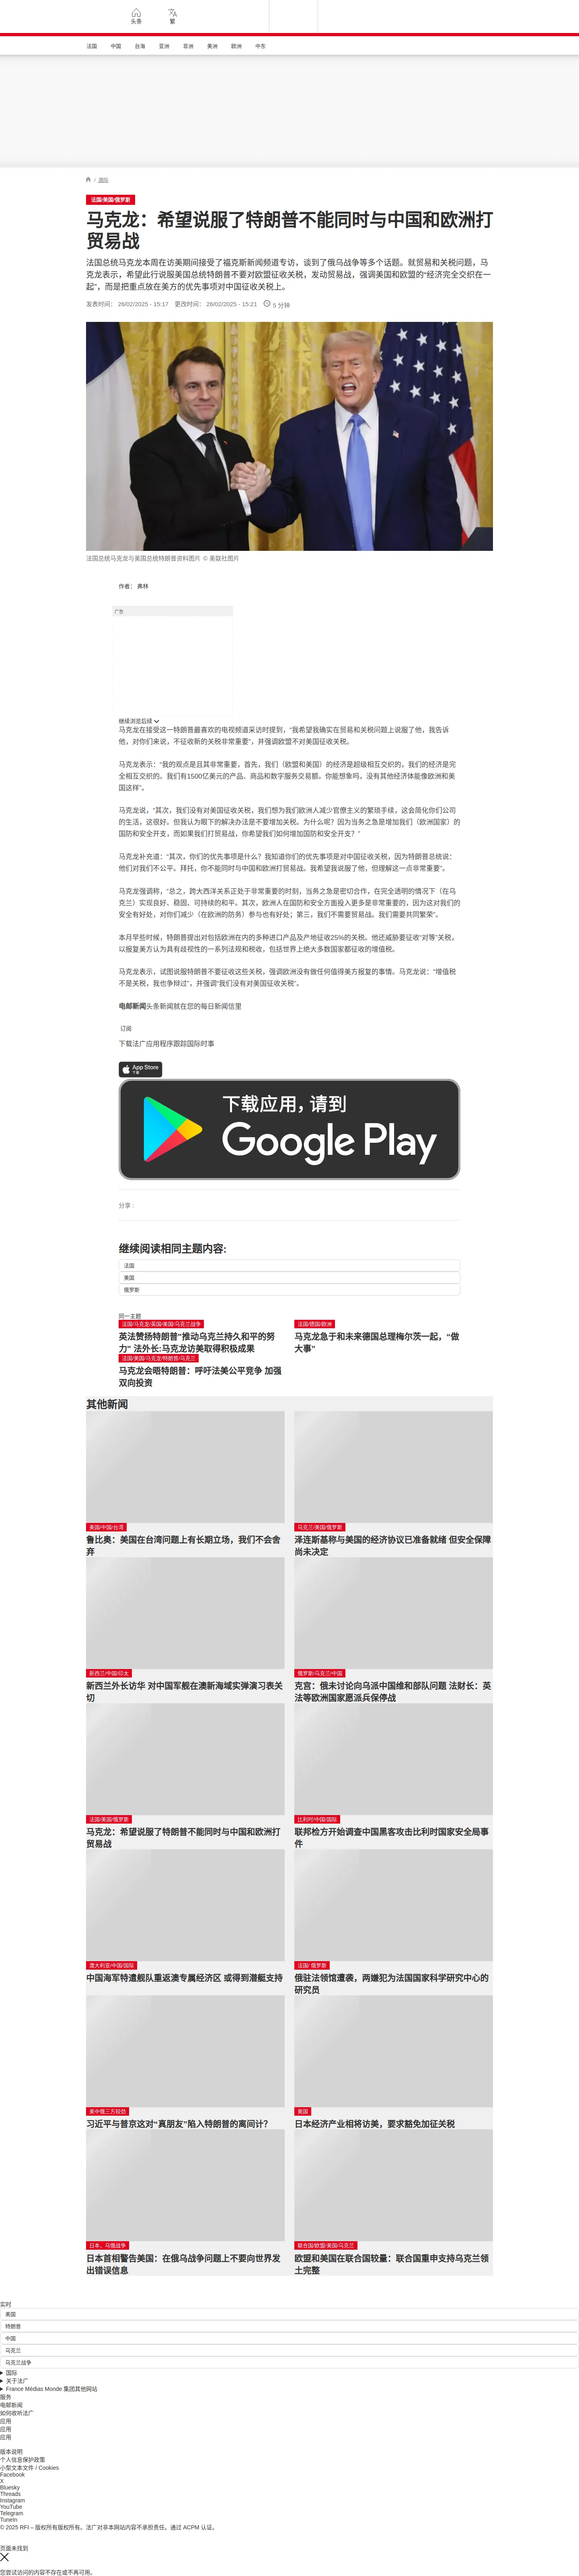 头条
繁
法国
中国
台海
亚洲
非洲
美洲
欧洲
中东
/ 国际
法国/美国/俄罗斯
马克龙：希望说服了特朗普不能同时与中国和欧洲打
贸易战
法国总统马克龙本周在访美期间接受了福克斯新闻频道专访，谈到了俄乌战争等多个话题。就贸易和关税问题，马
克龙表示，希望此行说服美国总统特朗普不要对欧盟征收关税，发动贸易战，强调美国和欧盟的“经济完全交织在一
起”，而是把重点放在美方的优先事项对中国征收关税上。
发表时间： 26/02/2025 - 15:17 更改时间： 26/02/2025 - 15:21 5 分钟
法国总统马克龙与美国总统特朗普资料图片 © 美联社图片
作者： 弗林
广告
继续浏览后续
马克龙在接受这一特朗普最喜欢的电视频道采访时提到，“我希望我确实在贸易和关税问题上说服了他，我告诉
他，对你们来说，不征收新的关税非常重要”，并强调欧盟不对美国征收关税。
马克龙表示：“我的观点是且其非常重要，首先，我们（欧盟和美国）的经济是超级相互交织的，我们的经济是完
全相互交织的。我们有1500亿美元的产品、商品和数字服务交易额。你能想象吗，没有其他经济体能像欧洲和美
国这样”。
马克龙说，“其次，我们没有对美国征收关税，我们想为我们欧洲人减少官僚主义的繁琐手续，这会简化你们公司
的生活，这很好。但我认为眼下的解决办法是不要增加关税。为什么呢？因为当务之急是增加我们（欧洲国家）的
国防和安全开支，而如果我们打贸易战，你希望我们如何增加国防和安全开支？”
马克龙补充道：“其次，你们的优先事项是什么？我知道你们的优先事项是对中国征收关税，因为特朗普总统说：
他们对我们不公平。拜托，你不能同时与中国和欧洲打贸易战。我希望我说服了他，但理解这一点非常重要”。
马克龙强调称，“总之，跨大西洋关系正处于非常重要的时刻，当务之急是密切合作，在完全透明的情况下（在乌
克兰）实现良好、稳固、可持续的和平。其次，欧洲人在国防和安全方面投入更多是非常重要的，因为这对我们的
安全有好处，对你们减少（在欧洲的防务）参与也有好处；第三，我们不需要贸易战。我们需要共同繁荣”。
本月早些时候，特朗普提出对包括欧洲在内的多种进口产品及产地征收25%的关税。他还威胁要征收“对等”关税，
以报复美方认为具有歧视性的一系列法规和税收，包括世界上绝大多数国家都征收的增值税。
马克龙表示，试图说服特朗普不要征收这些关税，强调欧洲没有做任何值得美方报复的事情。马克龙说：“增值税
不是关税，我也争辩过”，并强调“我们没有对美国征收关税”。
电邮新闻头条新闻就在您的每日新闻信里
订阅
下载法广应用程序跟踪国际时事
App Store
下载
下载应用，请到
Google Play
分享 :
继续阅读相同主题内容:
法国
美国
俄罗斯
同一主题
法国/马克龙/英国/美国/乌克兰战争
英法赞扬特朗普"推动乌克兰持久和平的努
力" 法外长:马克龙访美取得积极成果
法国/德国/欧洲
马克龙急于和未来德国总理梅尔茨一起，“做
大事”
法国/美国/马克龙/特朗普/乌克兰
马克龙会晤特朗普：呼吁法美公平竞争 加强
双向投资
其他新闻
美国/中国/台湾
鲁比奥：美国在台湾问题上有长期立场，我们不会舍
弃
乌克兰/美国/俄罗斯
泽连斯基称与美国的经济协议已准备就绪 但安全保障
尚未决定
新西兰/中国/印太
新西兰外长访华 对中国军舰在澳新海域实弹演习表关
切
俄罗斯/乌克兰/中国
克宫：俄未讨论向乌派中国维和部队问题 法财长：英
法等欧洲国家愿派兵保停战
法国/美国/俄罗斯
马克龙：希望说服了特朗普不能同时与中国和欧洲打
贸易战
比利时/中国/国际
联邦检方开始调查中国黑客攻击比利时国家安全局事
件
澳大利亚/中国/国际
中国海军特遣舰队重返澳专属经济区 或得到潜艇支持
法国/ 俄罗斯
俄驻法领馆遭袭，两嫌犯为法国国家科学研究中心的
研究员
美中俄三方较劲
习近平与普京这对“真朋友”陷入特朗普的离间计？
美国
日本经济产业相将访美，要求豁免加征关税
日本、乌俄战争
日本首相警告美国：在俄乌战争问题上不要向世界发
出错误信息
联合国/欧盟/美国/乌克兰
欧盟和美国在联合国较量：联合国重申支持乌克兰领
土完整
实时
美国
特朗普
中国
乌克兰
乌克兰战争
国际
关于法广
France Médias Monde 集团其他网站
服务
电邮新闻
如何收听法广
应用
应用
应用
版本说明
个人信息保护政策
小型文本文件 / Cookies
Facebook
X
Bluesky
Threads
Instagram
YouTube
Telegram
TuneIn
© 2025 RFI – 版权所有版权所有。法广对非本网站内容不承担责任。通过 ACPM 认证。
页面未找到
您尝试访问的内容不存在或不再可用。